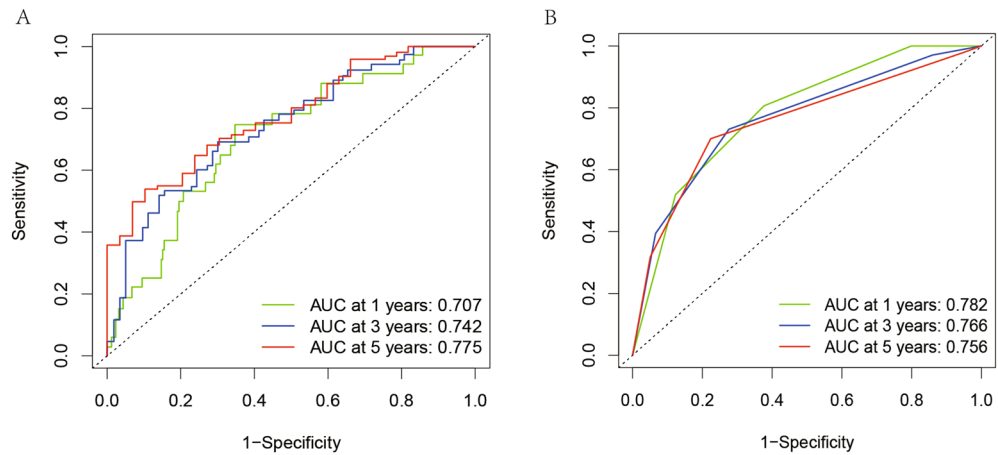 A
Sensitivity
1.0
0.8
0.6
0.4
0.2
0.0
AUC at 1 years: 0.707
AUC at 3 years: 0.742
AUC at 5 years: 0.775
0.0 0.2 0.4 0.6 0.8 1.0
1−Specificity
B
Sensitivity
1.0
0.8
0.6
0.4
0.2
0.0
AUC at 1 years: 0.782
AUC at 3 years: 0.766
AUC at 5 years: 0.756
0.0 0.2 0.4 0.6 0.8 1.0
1−Specificity